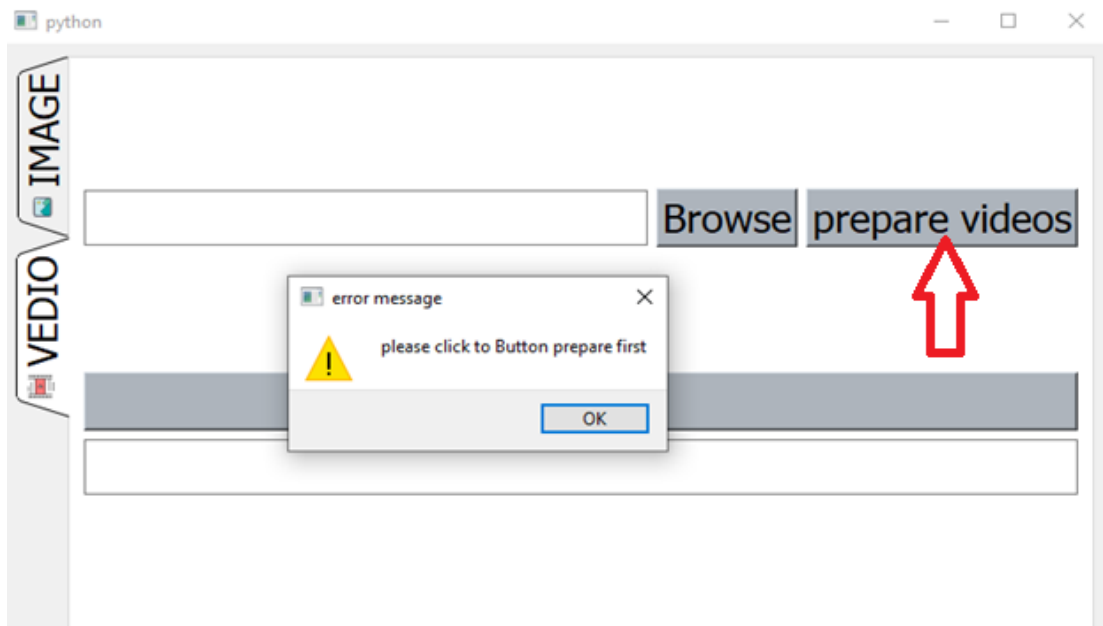 python
IMAGE
VEDIO
Browse
prepare videos
error message
please click to Button prepare first
OK